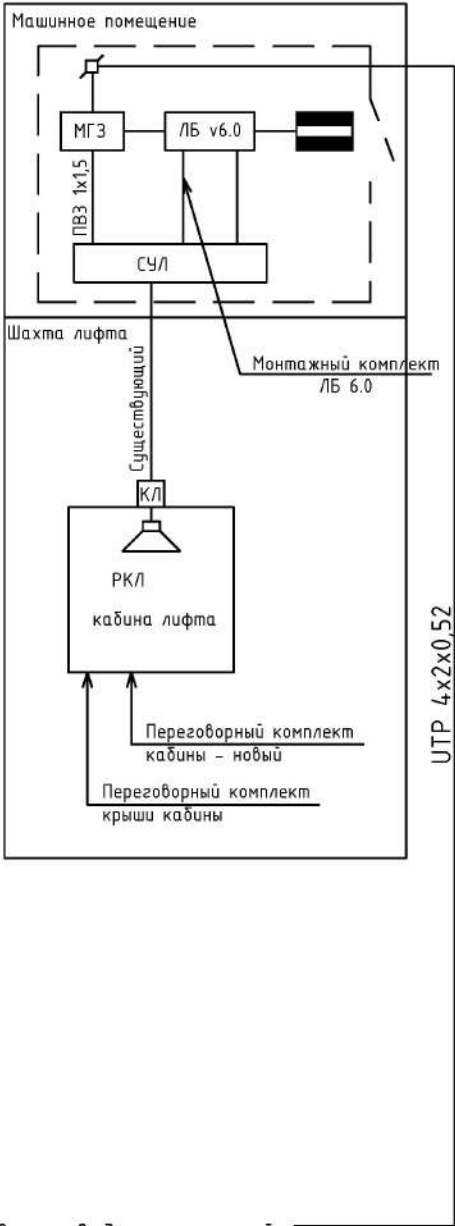 Машинное помещение
МГЗ
ЛБ v6.0
ПВ3 1х1,5
СУЛ
Шахта лифта
Монтажный комплект
ЛБ 6.0
Существующий
КЛ
РКЛ
кабина лифта
UTP 4х2х0,52
Переговорный комплект
кабины - новый
Переговорный комплект
крыши кабины